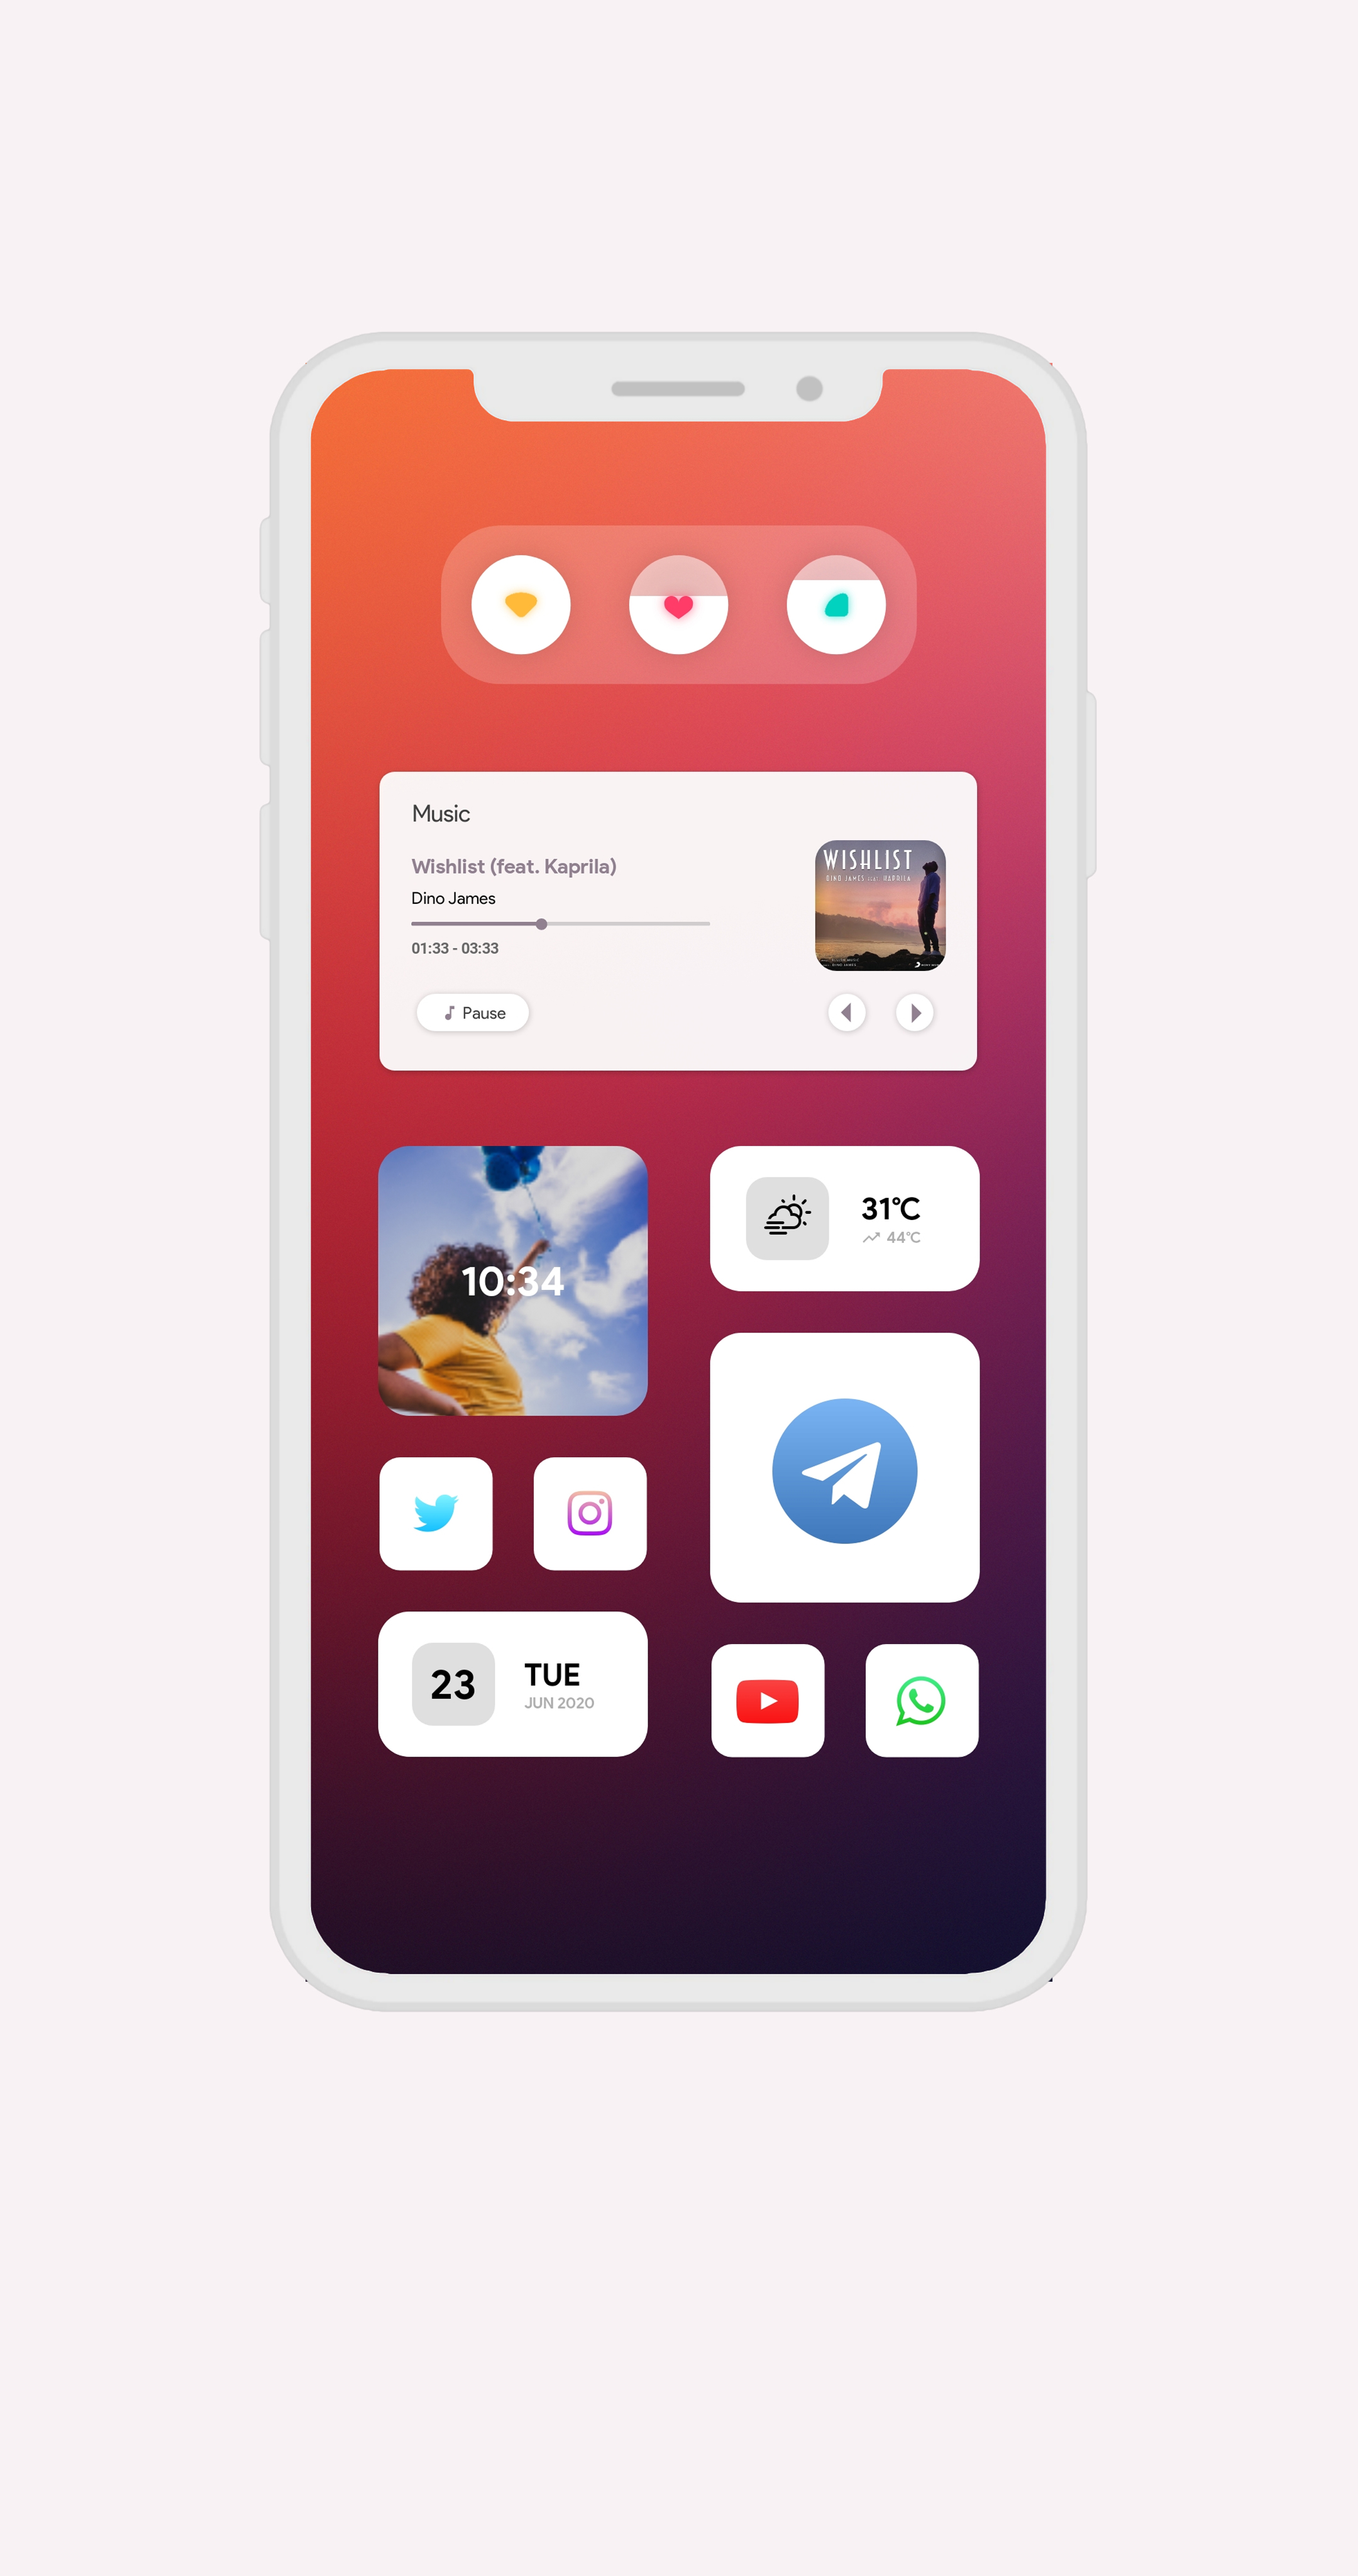 Music
Wishlist (feat. Kaprila)
Dino James
01:33 - 03:33
WISHLIST
DINO JAMES feat. KAPRILA
Pause
10:34
31°C
44°C
23
TUE
JUN 2020